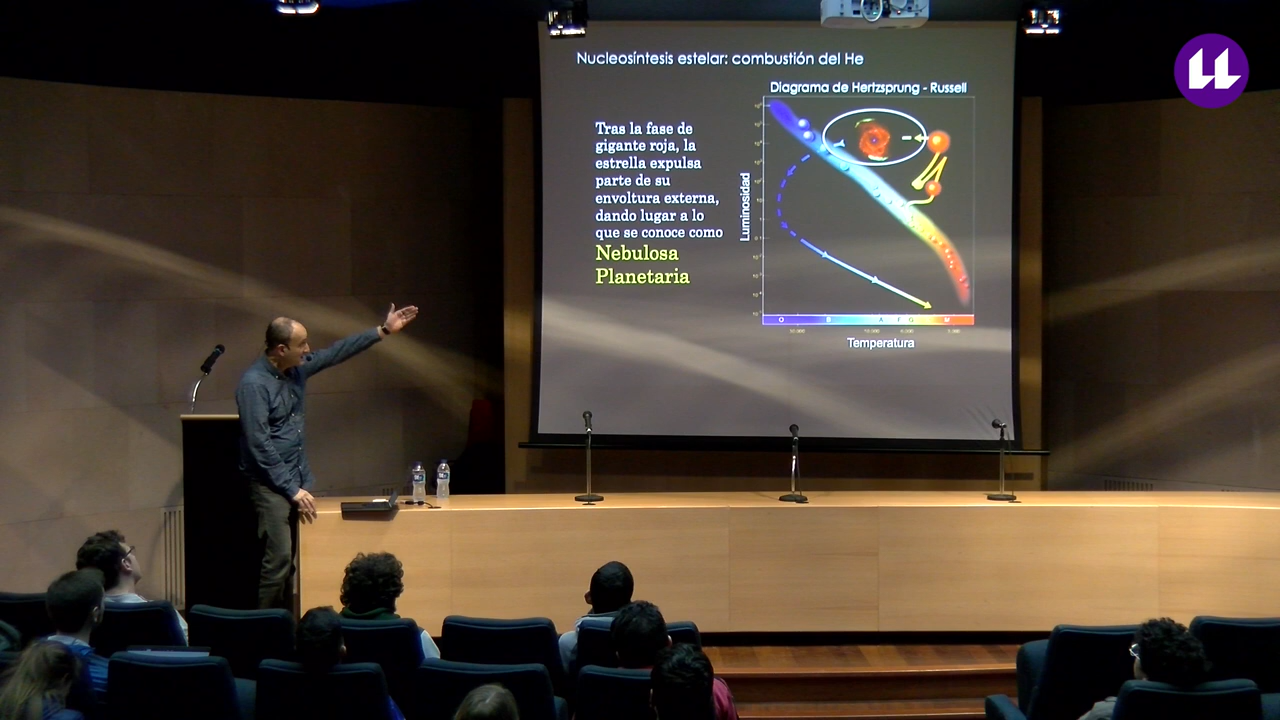 Nucleosíntesis estelar: combustión del He
Diagrama de Hertzsprung - Russell
Tras la fase de
gigante roja, la
estrella expulsa
parte de su
envoltura externa,
dando lugar a lo
que se conoce como
Nebulosa
Planetaria
Luminosidad
O B A F G M
Temperatura